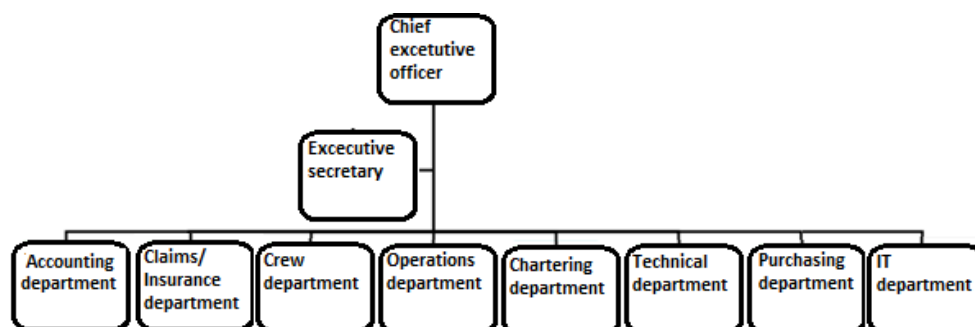 Chief
excetutive
officer
Excecutive
secretary
Accounting
department
Claims/
Insurance
department
Crew
department
Operations
department
Chartering
department
Technical
department
Purchasing
department
IT
department